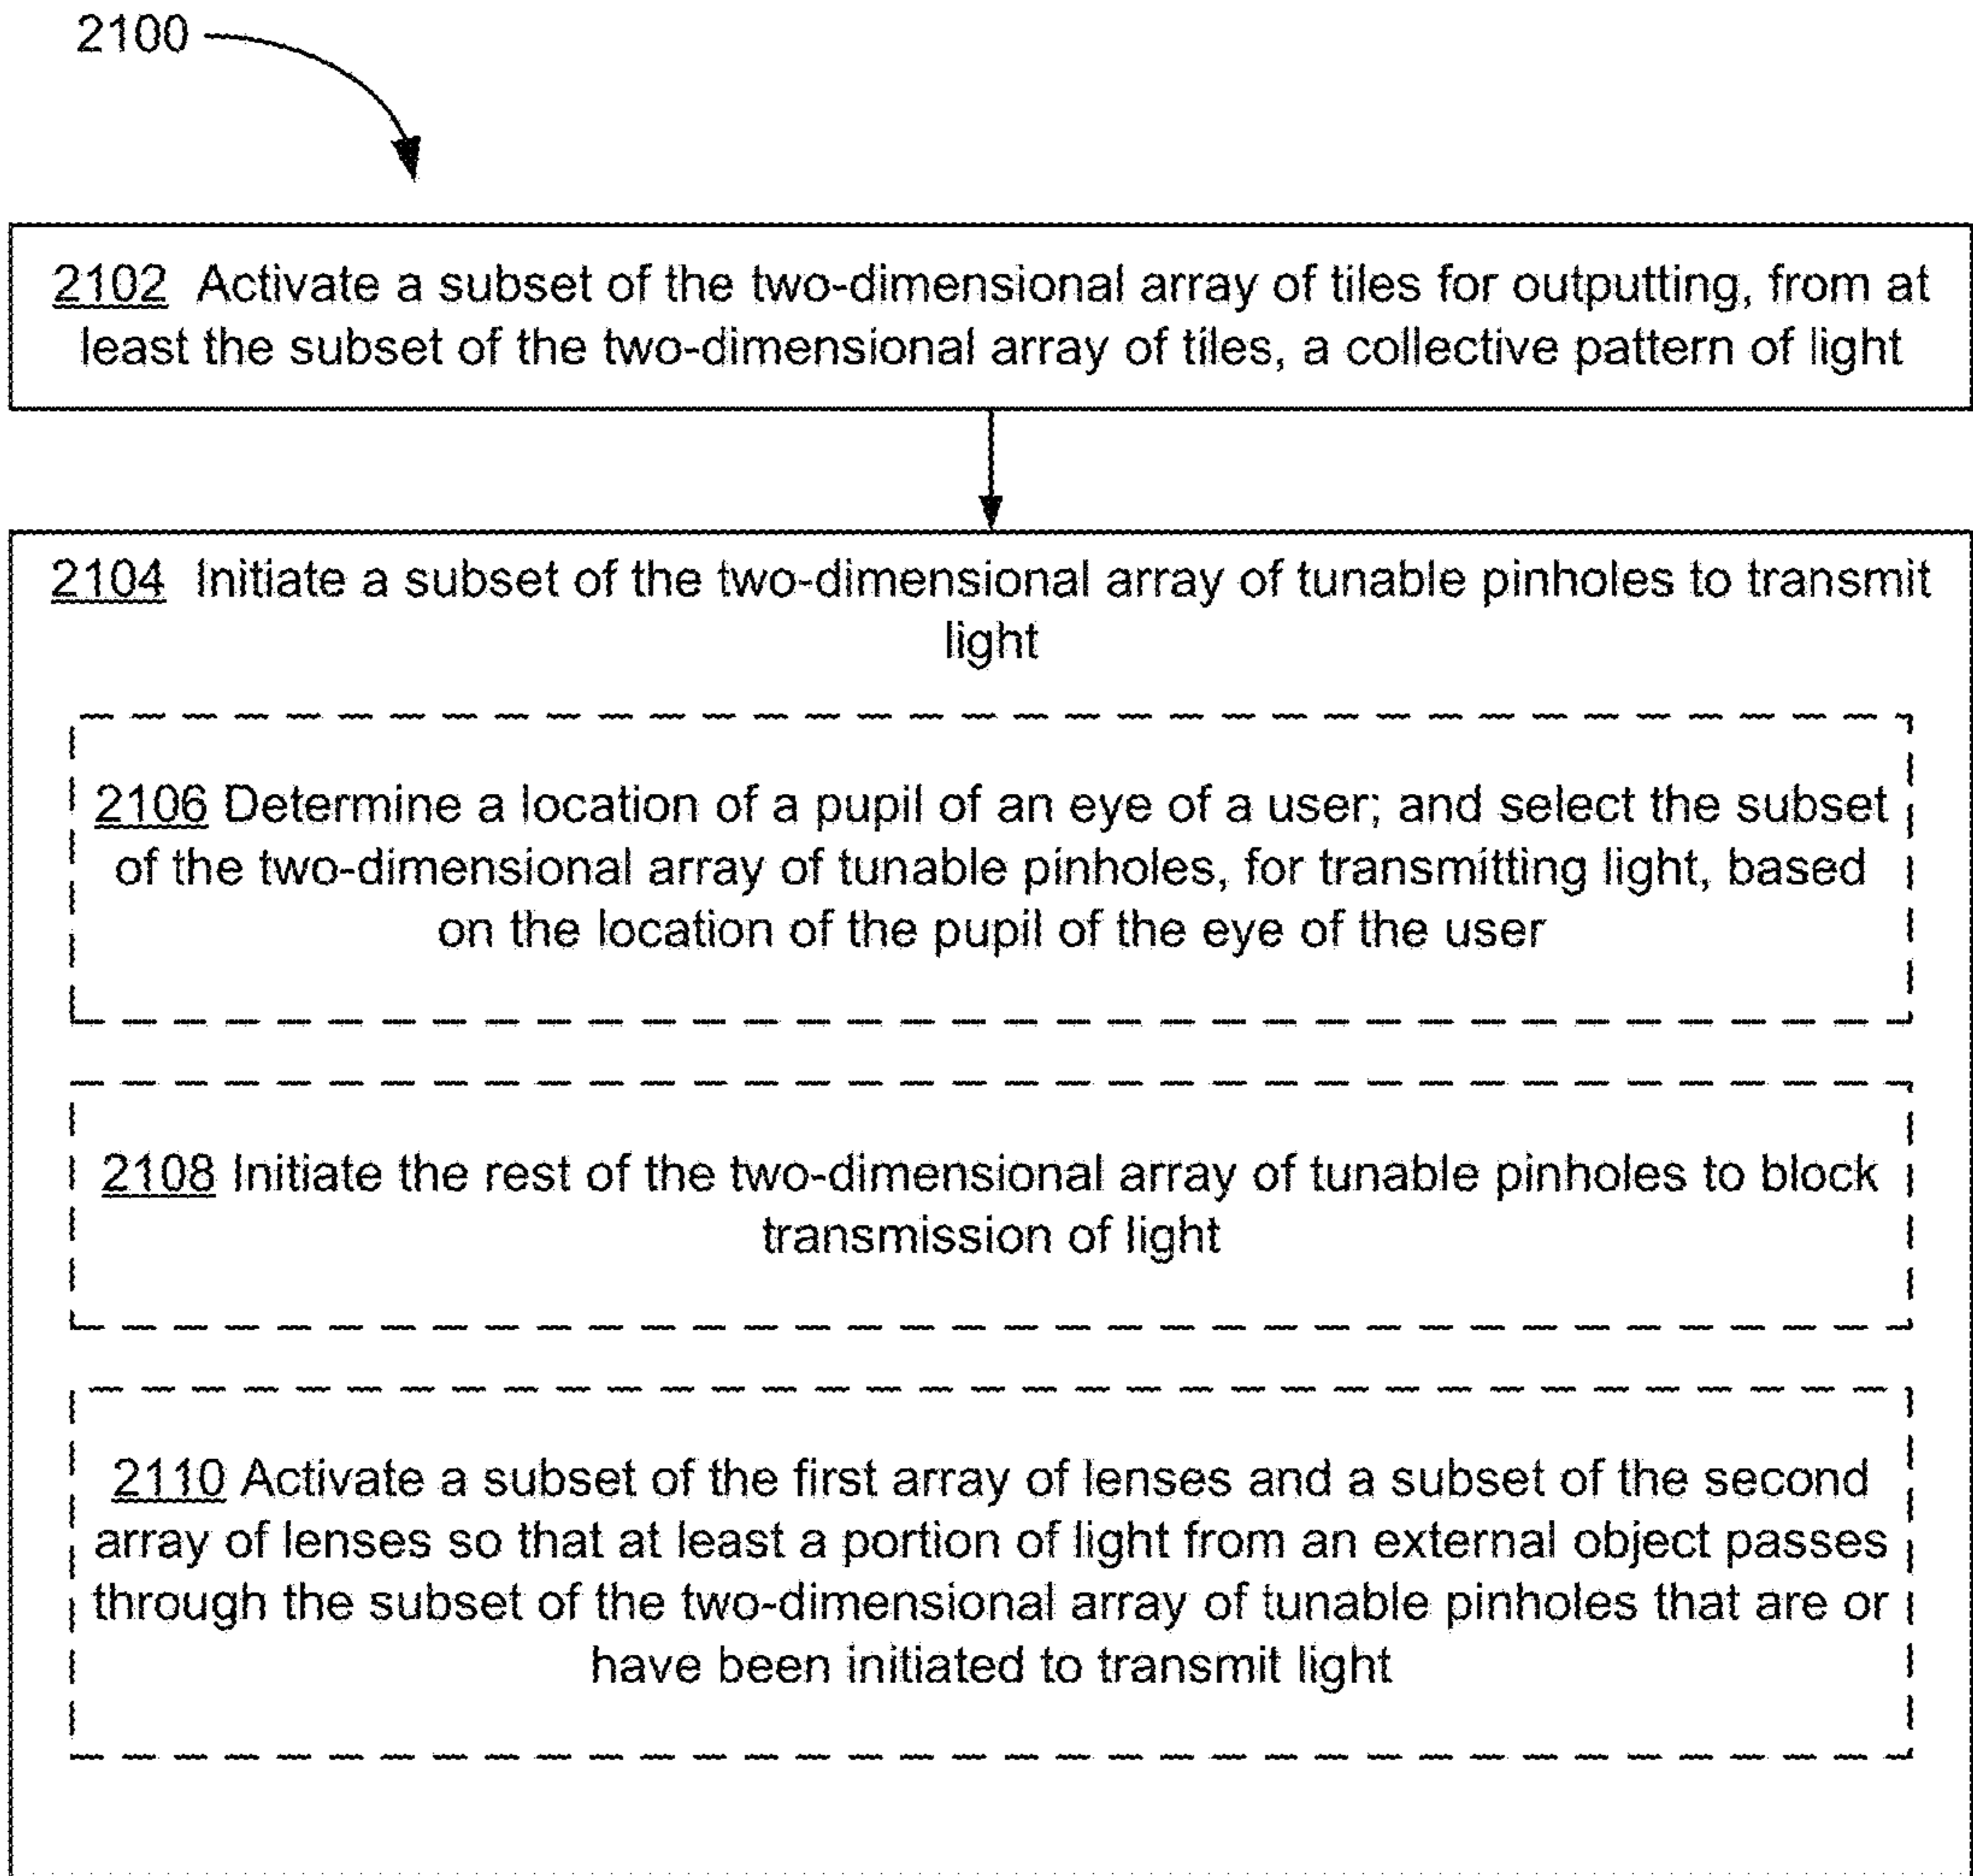 2100
2102 Activate a subset of the two-dimensional array of tiles for outputting, from at
least the subset of the two-dimensional array of tiles, a collective pattern of light
2104 Initiate a subset of the two-dimensional array of tunable pinholes to transmit
light
2106 Determine a location of a pupil of an eye of a user; and select the subset
of the two-dimensional array of tunable pinholes, for transmitting light, based
on the location of the pupil of the eye of the user
2108 Initiate the rest of the two-dimensional array of tunable pinholes to block
transmission of light
2110 Activate a subset of the first array of lenses and a subset of the second
array of lenses so that at least a portion of light from an external object passes
through the subset of the two-dimensional array of tunable pinholes that are or
have been initiated to transmit light